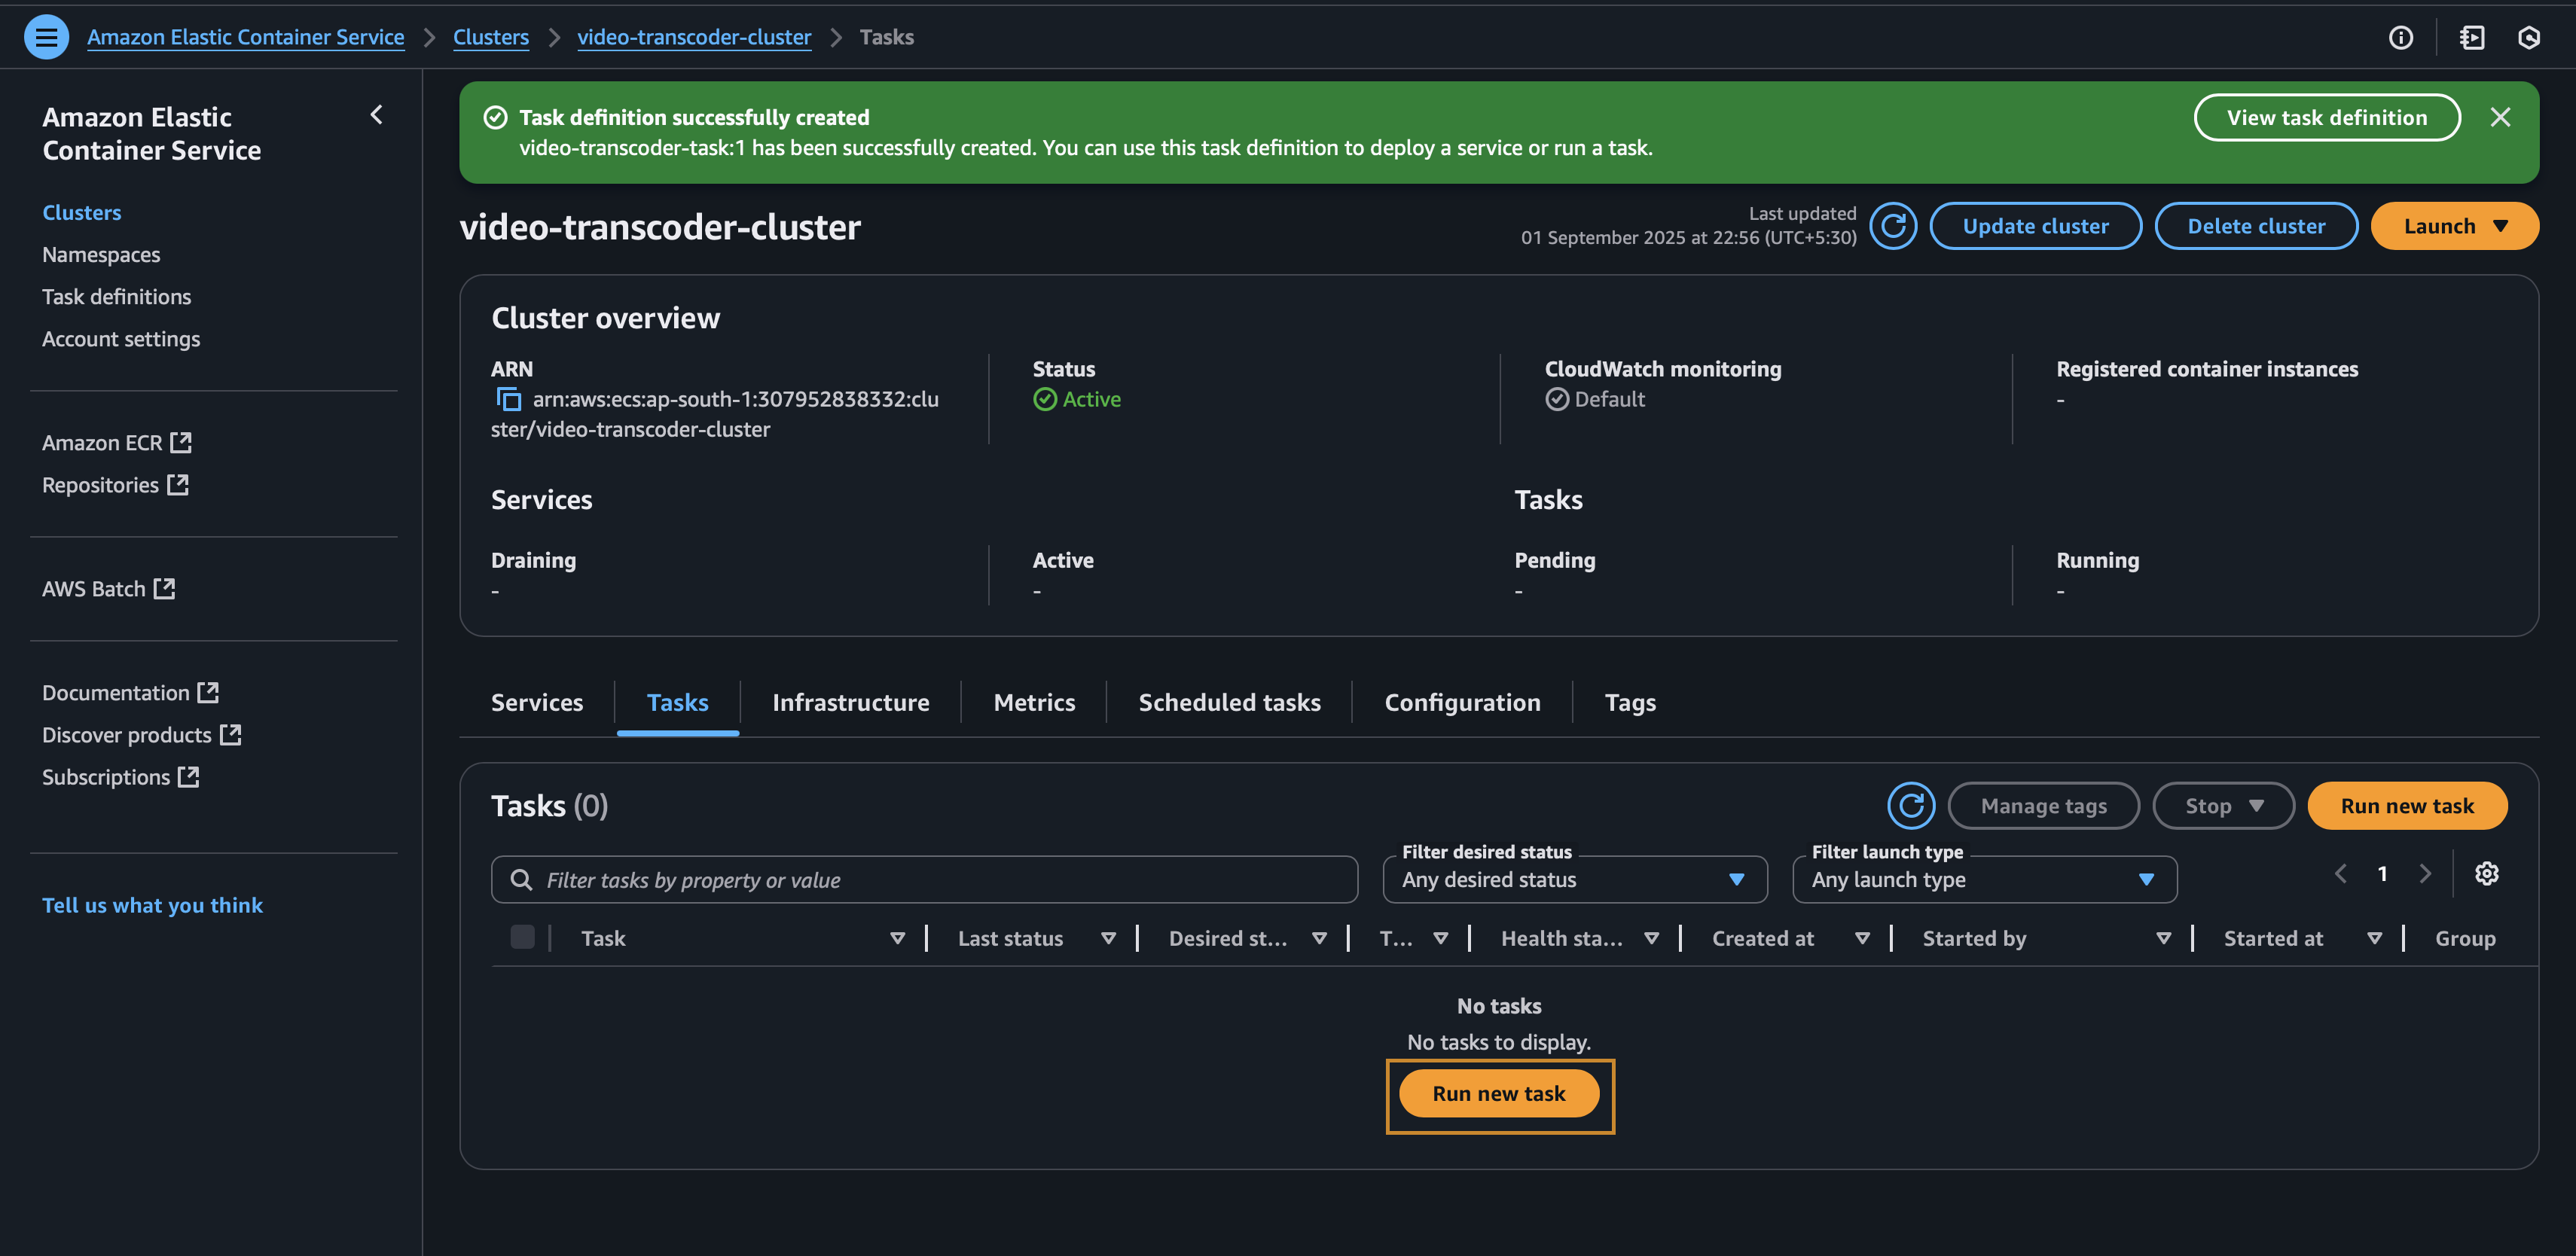 Amazon Elastic Container Service > Clusters > video-transcoder-cluster > Tasks
Amazon Elastic
Container Service
Clusters
Namespaces
Task definitions
Account settings
Amazon ECR
Repositories
AWS Batch
Documentation
Discover products
Subscriptions
Tell us what you think
Task definition successfully created
video-transcoder-task:1 has been successfully created. You can use this task definition to deploy a service or run a task.
View task definition
video-transcoder-cluster
Last updated
01 September 2025 at 22:56 (UTC+5:30)
Update cluster
Delete cluster
Launch
Cluster overview
ARN
arn:aws:ecs:ap-south-1:307952838332:clu
ster/video-transcoder-cluster
Status
Active
CloudWatch monitoring
Default
Registered container instances
-
Services
Tasks
Draining
-
Active
-
Pending
-
Running
-
Services
Tasks
Infrastructure
Metrics
Scheduled tasks
Configuration
Tags
Tasks (0)
Manage tags
Stop
Run new task
Filter tasks by property or value
Filter desired status
Any desired status
Filter launch type
Any launch type
1
Task
Last status
Desired st...
T...
Health sta...
Created at
Started by
Started at
Group
No tasks
No tasks to display.
Run new task